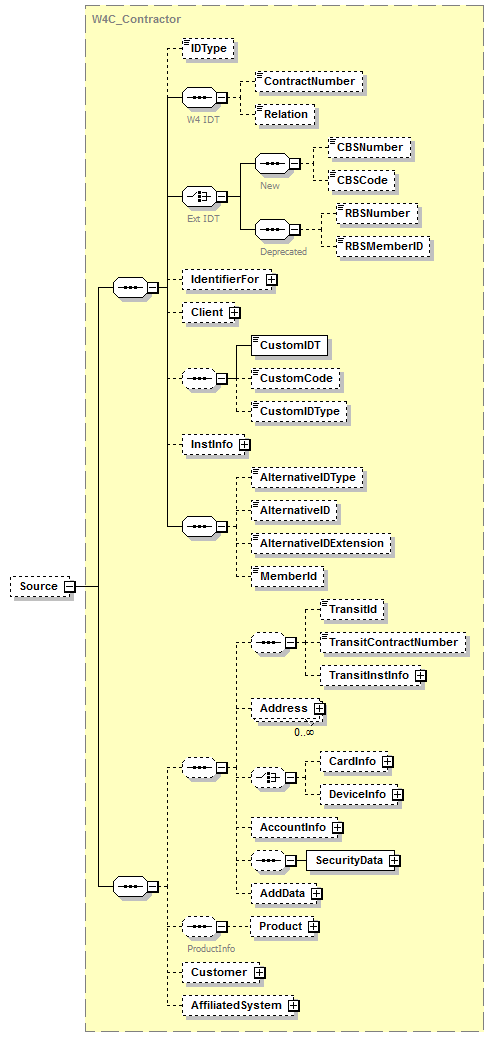 W4C_Contractor
IDType
ContractNumber
W4 IDT
Relation
CBSNumber
New
CBSCode
Ext IDT
RBSNumber
Deprecated
RBSMemberID
IdentifierFor
Client
CustomIDT
CustomCode
CustomIDType
InstInfo
AlternativeIDType
AlternativeID
AlternativeIDExtension
MemberId
Source
TransitId
TransitContractNumber
TransitInstInfo
Address
0..∞
CardInfo
DeviceInfo
AccountInfo
SecurityData
AddData
Product
ProductInfo
Customer
AffiliatedSystem